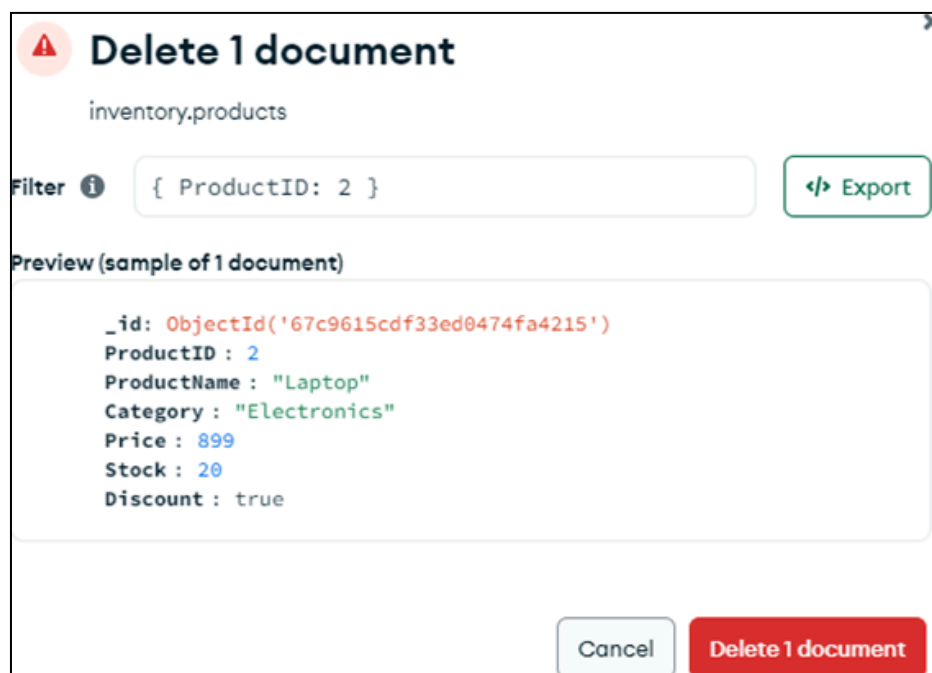 Delete 1 document
inventory.products
Filter { ProductID: 2 } </> Export
Preview (sample of 1 document)
_id: ObjectId('67c9615cdf33ed0474fa4215')
ProductID : 2
ProductName : "Laptop"
Category : "Electronics"
Price : 899
Stock : 20
Discount : true
Cancel Delete 1 document